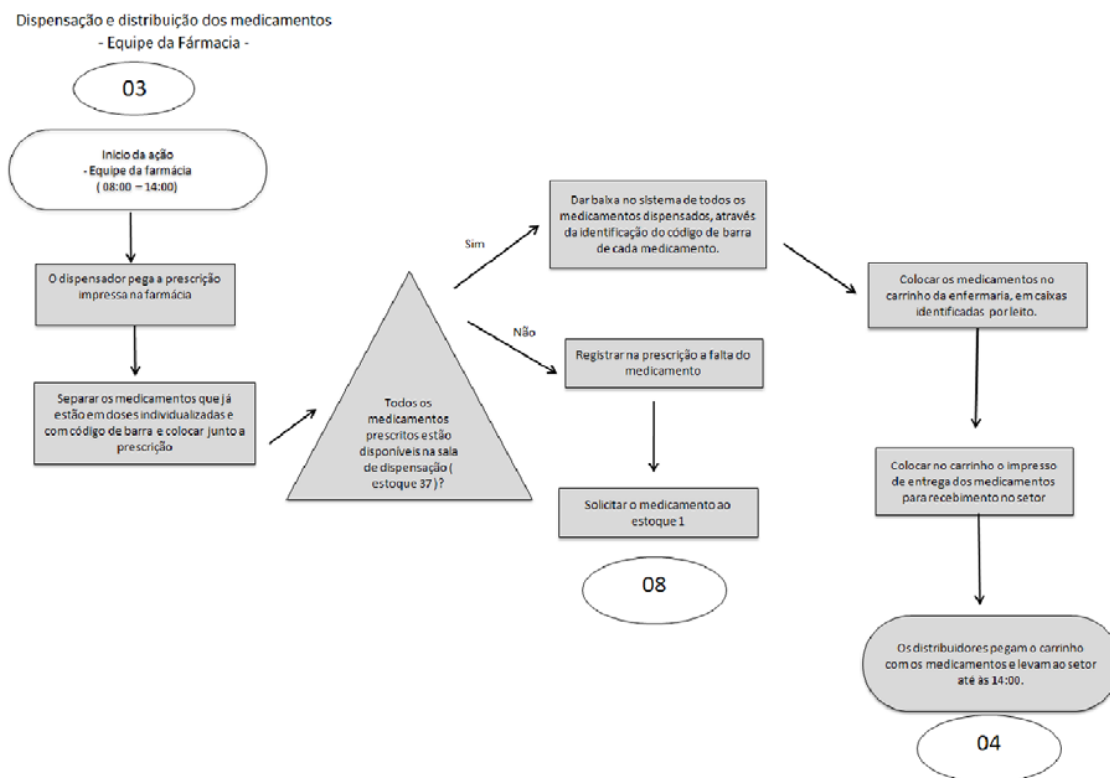 Dispensação e distribuição dos medicamentos
- Equipe da Fármacia -
03
Início da ação
- Equipe da farmácia
( 08:00 – 14:00)
O dispensador pega a prescrição
impressa na farmácia
Separar os medicamentos que já
estão em doses individualizadas e
com código de barra e colocar junto a
prescrição
Todos os
medicamentos
prescritos estão
disponíveis na sala
de dispensação (
estoque 37 )?
Sim
Dar baixa no sistema de todos os
medicamentos dispensados, através
da identificação do código de barra
de cada medicamento.
Não
Registrar na prescrição a falta do
medicamento
Solicitar o medicamento ao
estoque 1
08
Colocar os medicamentos no
carrinho da enfermaria, em caixas
identificadas por leito.
Colocar no carrinho o impresso
de entrega dos medicamentos
para recebimento no setor
Os distribuidores pegam o carrinho
com os medicamentos e levam ao setor
até às 14:00.
04